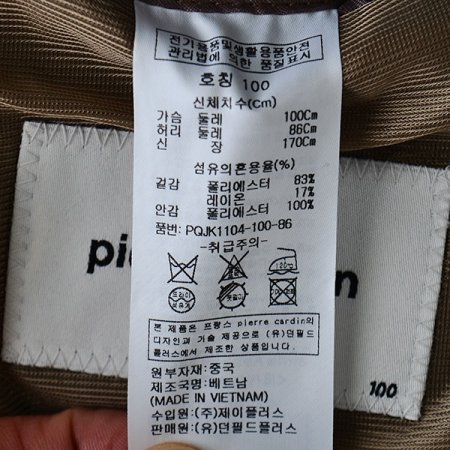 전기용품및생활용품안전
관리법에 의한 품질표시
호칭 100
신체치수(Cm)
가슴 둘레 100Cm
허리 둘레 86Cm
신 장 170Cm
섬유의혼용율(%)
겉감 폴리에스터 83%
레이온 17%
안감 폴리에스터 100%
품번: PQJK1104-100-86
-취급주의-
드라이
옷걸이
본 제품은 프랑스 pierre cardin의
디자인과 기술 제공으로 (유)던필드
플러스에서 제조한 상품입니다.
원부자재:중국
제조국명:베트남
(MADE IN VIETNAM)
수입원:(주)제이플러스
판매원:(유)던필드플러스
pi
n
100